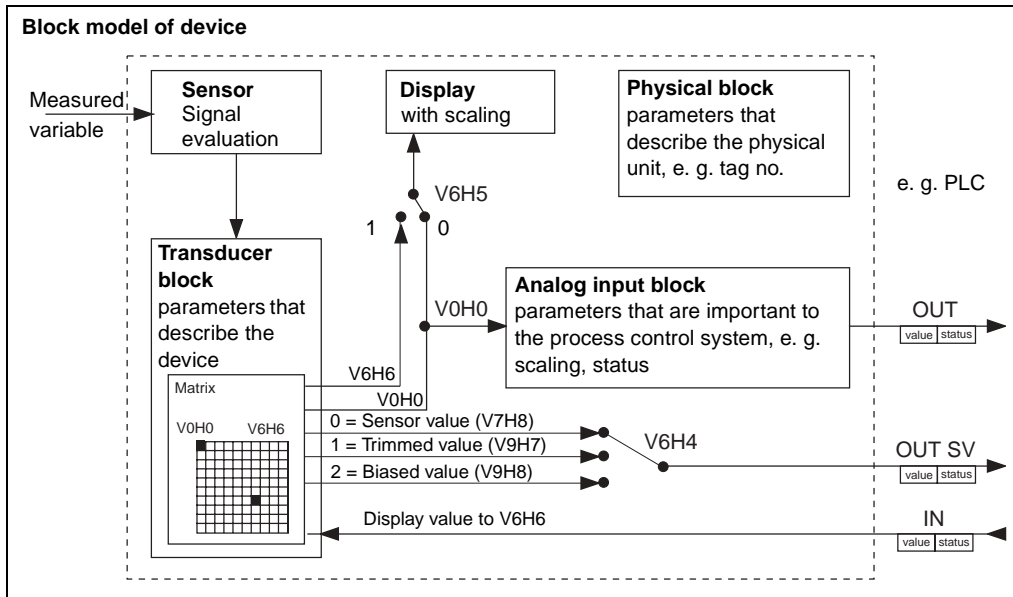 Block model of device
Measured
variable
Sensor
Signal
evaluation
Display
with scaling
Physical block
parameters that
describe the physical
unit, e. g. tag no.
e. g. PLC
V6H5
1
0
Transducer
block
parameters that
describe the
device
V0H0
Analog input block
parameters that are important to
the process control system, e. g.
scaling, status
OUT
value status
V6H6
V0H0
Matrix
V0H0 V6H6
0 = Sensor value (V7H8)
1 = Trimmed value (V9H7)
2 = Biased value (V9H8)
V6H4
OUT SV
value status
Display value to V6H6
IN
value status